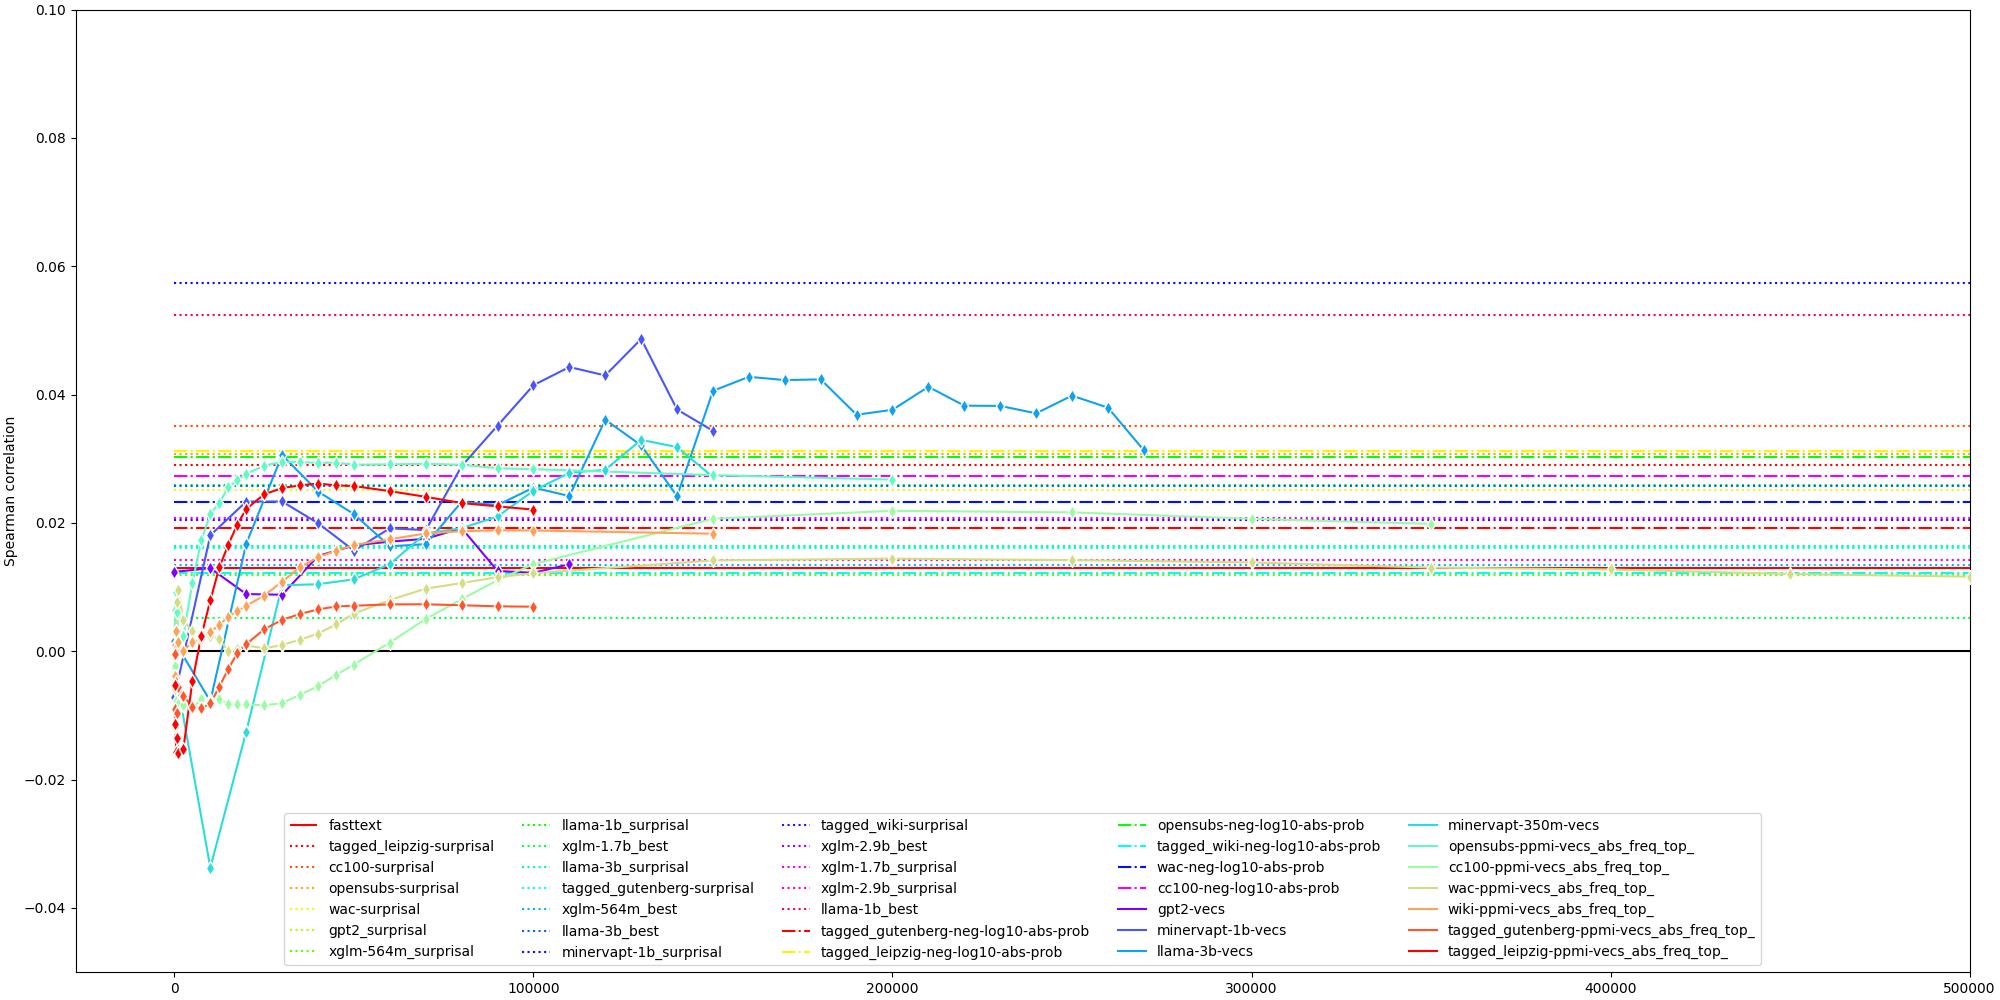 0.10
0.08
0.06
0.04
0.02
0.00
−0.02
−0.04
Spearman correlation
0
100000
200000
300000
400000
500000
fasttext
tagged_leipzig-surprisal
cc100-surprisal
opensubs-surprisal
wac-surprisal
gpt2_surprisal
xglm-564m_surprisal
llama-1b_surprisal
xglm-1.7b_best
llama-3b_surprisal
tagged_gutenberg-surprisal
xglm-564m_best
llama-3b_best
minervapt-1b_surprisal
tagged_wiki-surprisal
xglm-2.9b_best
xglm-1.7b_surprisal
xglm-2.9b_surprisal
llama-1b_best
tagged_gutenberg-neg-log10-abs-prob
tagged_leipzig-neg-log10-abs-prob
opensubs-neg-log10-abs-prob
tagged_wiki-neg-log10-abs-prob
wac-neg-log10-abs-prob
cc100-neg-log10-abs-prob
gpt2-vecs
minervapt-1b-vecs
llama-3b-vecs
minervapt-350m-vecs
opensubs-ppmi-vecs_abs_freq_top_
cc100-ppmi-vecs_abs_freq_top_
wac-ppmi-vecs_abs_freq_top_
wiki-ppmi-vecs_abs_freq_top_
tagged_gutenberg-ppmi-vecs_abs_freq_top_
tagged_leipzig-ppmi-vecs_abs_freq_top_